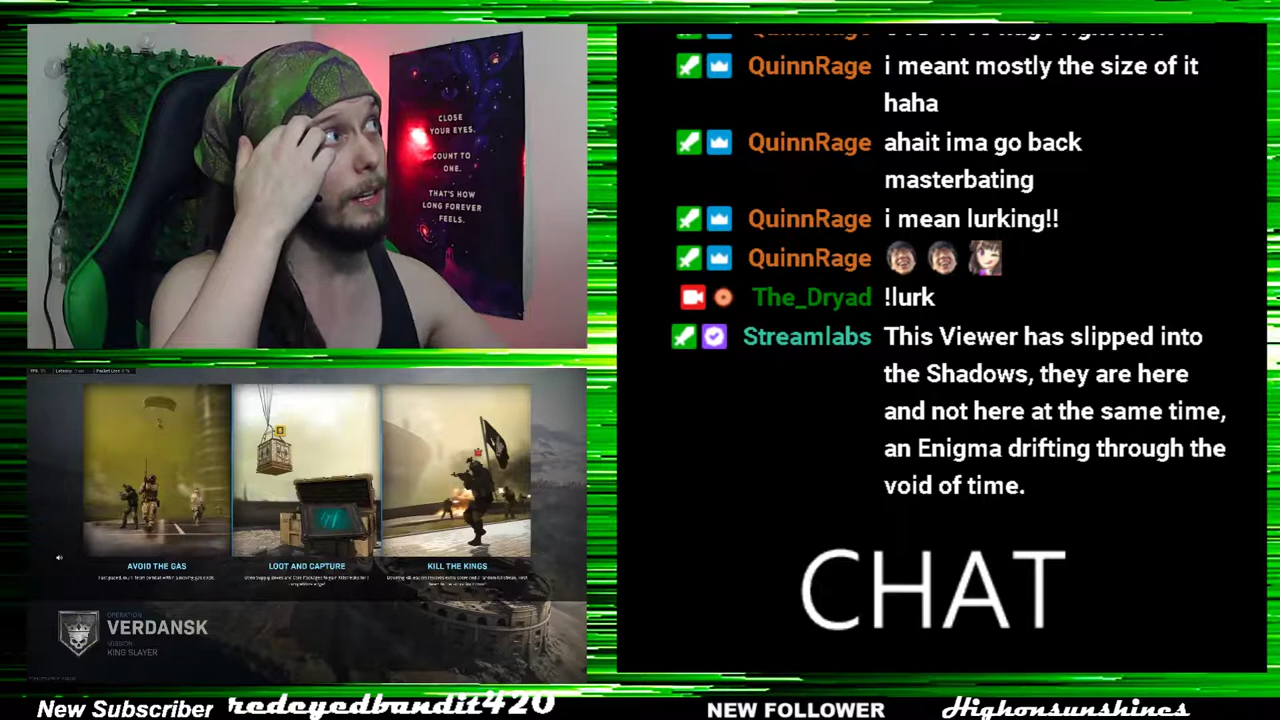 QuinnRage i meant mostly the size of it
haha
QuinnRage ahait ima go back
masterbating
QuinnRage i mean lurking!!
QuinnRage
The_Dryad !lurk
Streamlabs This Viewer has slipped into
the Shadows, they are here
and not here at the same time,
an Enigma drifting through the
void of time.
CHAT
CLOSE
YOUR EYES.
COUNT TO
ONE.
THAT'S HOW
LONG FOREVER
FEELS.
AVOID THE GAS
LOOT AND CAPTURE
KILL THE KINGS
OPERATION
VERDANSK
MISSION
KING SLAYER
New Subscriber redeyedbandit420
NEW FOLLOWER Highonsunshines